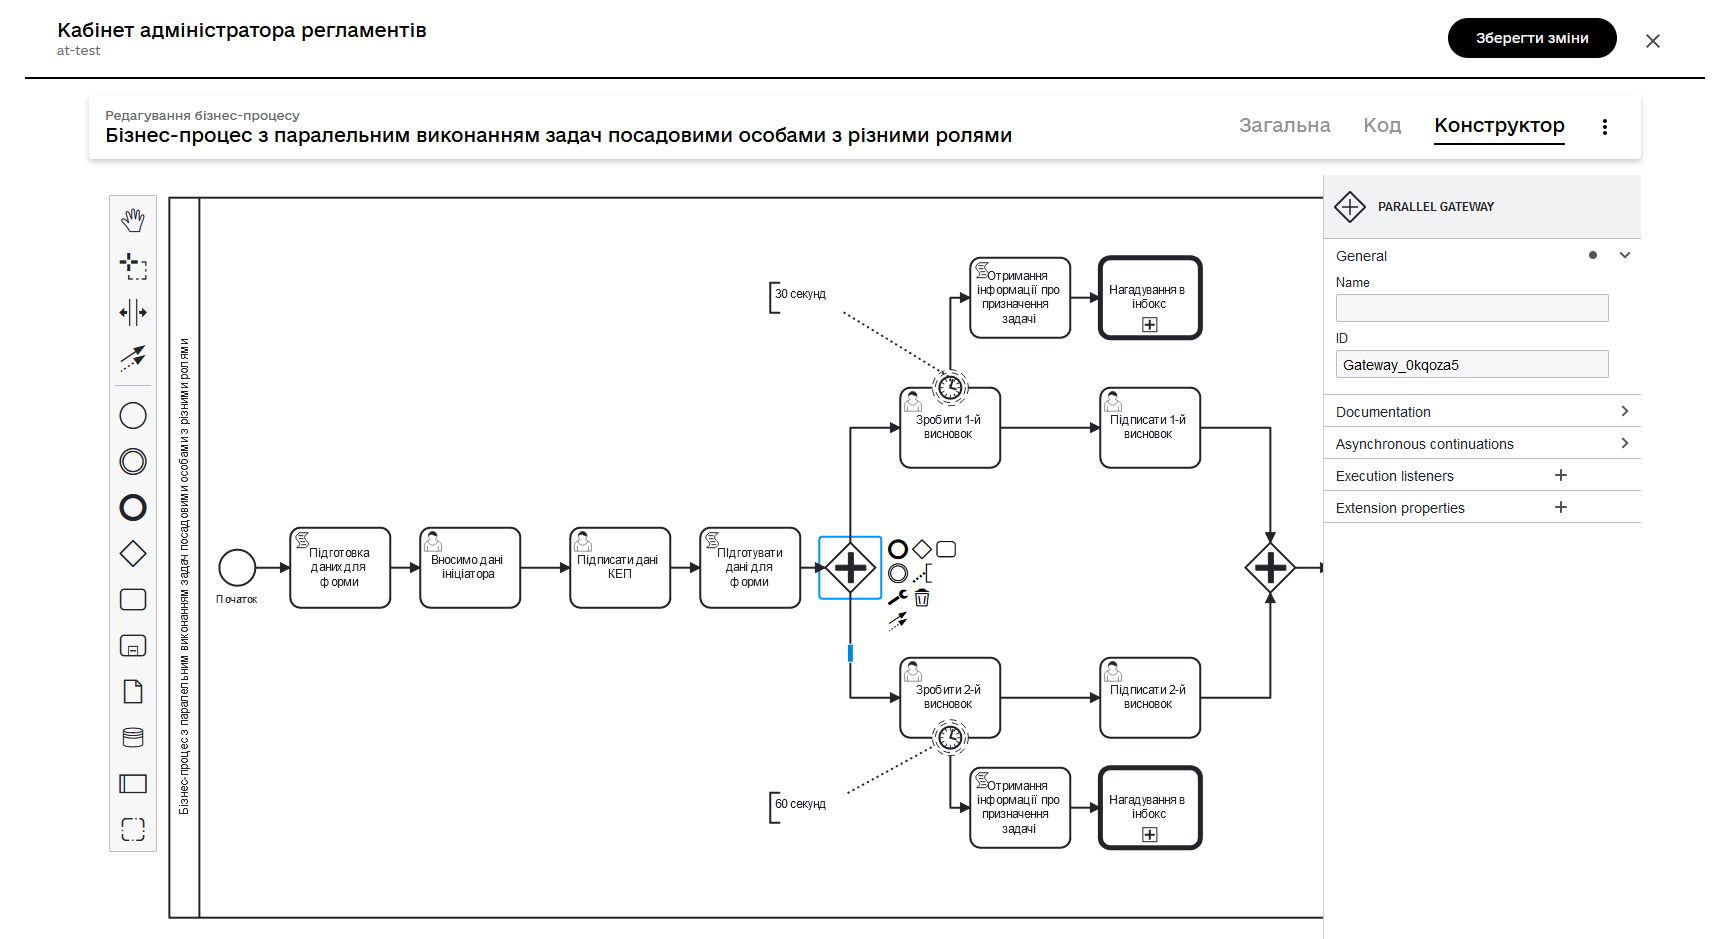 Кабінет адміністратора регламентів
at-test
Зберегти зміни
Редагування бізнес-процесу
Бізнес-процес з паралельним виконанням задач посадовими особами з різними ролями
Загальна
Код
Конструктор
Бізнес-процес з паралельним виконанням задач посадовими особами з різними ролями
Початок
Підготовка
даних для
форми
Вносимо дані
ініціатора
Підписати дані
КЕП
Підготувати
дані для
форми
30 секунд
Отримання
інформації про
призначення
задачі
Нагадування в
інбокс
Зробити 1-й
висновок
Підписати 1-й
висновок
Зробити 2-й
висновок
Підписати 2-й
висновок
60 секунд
Отримання
інформації про
призначення
задачі
Нагадування в
інбокс
PARALLEL GATEWAY
General
Name
ID
Gateway_0kqoza5
Documentation
Asynchronous continuations
Execution listeners
Extension properties